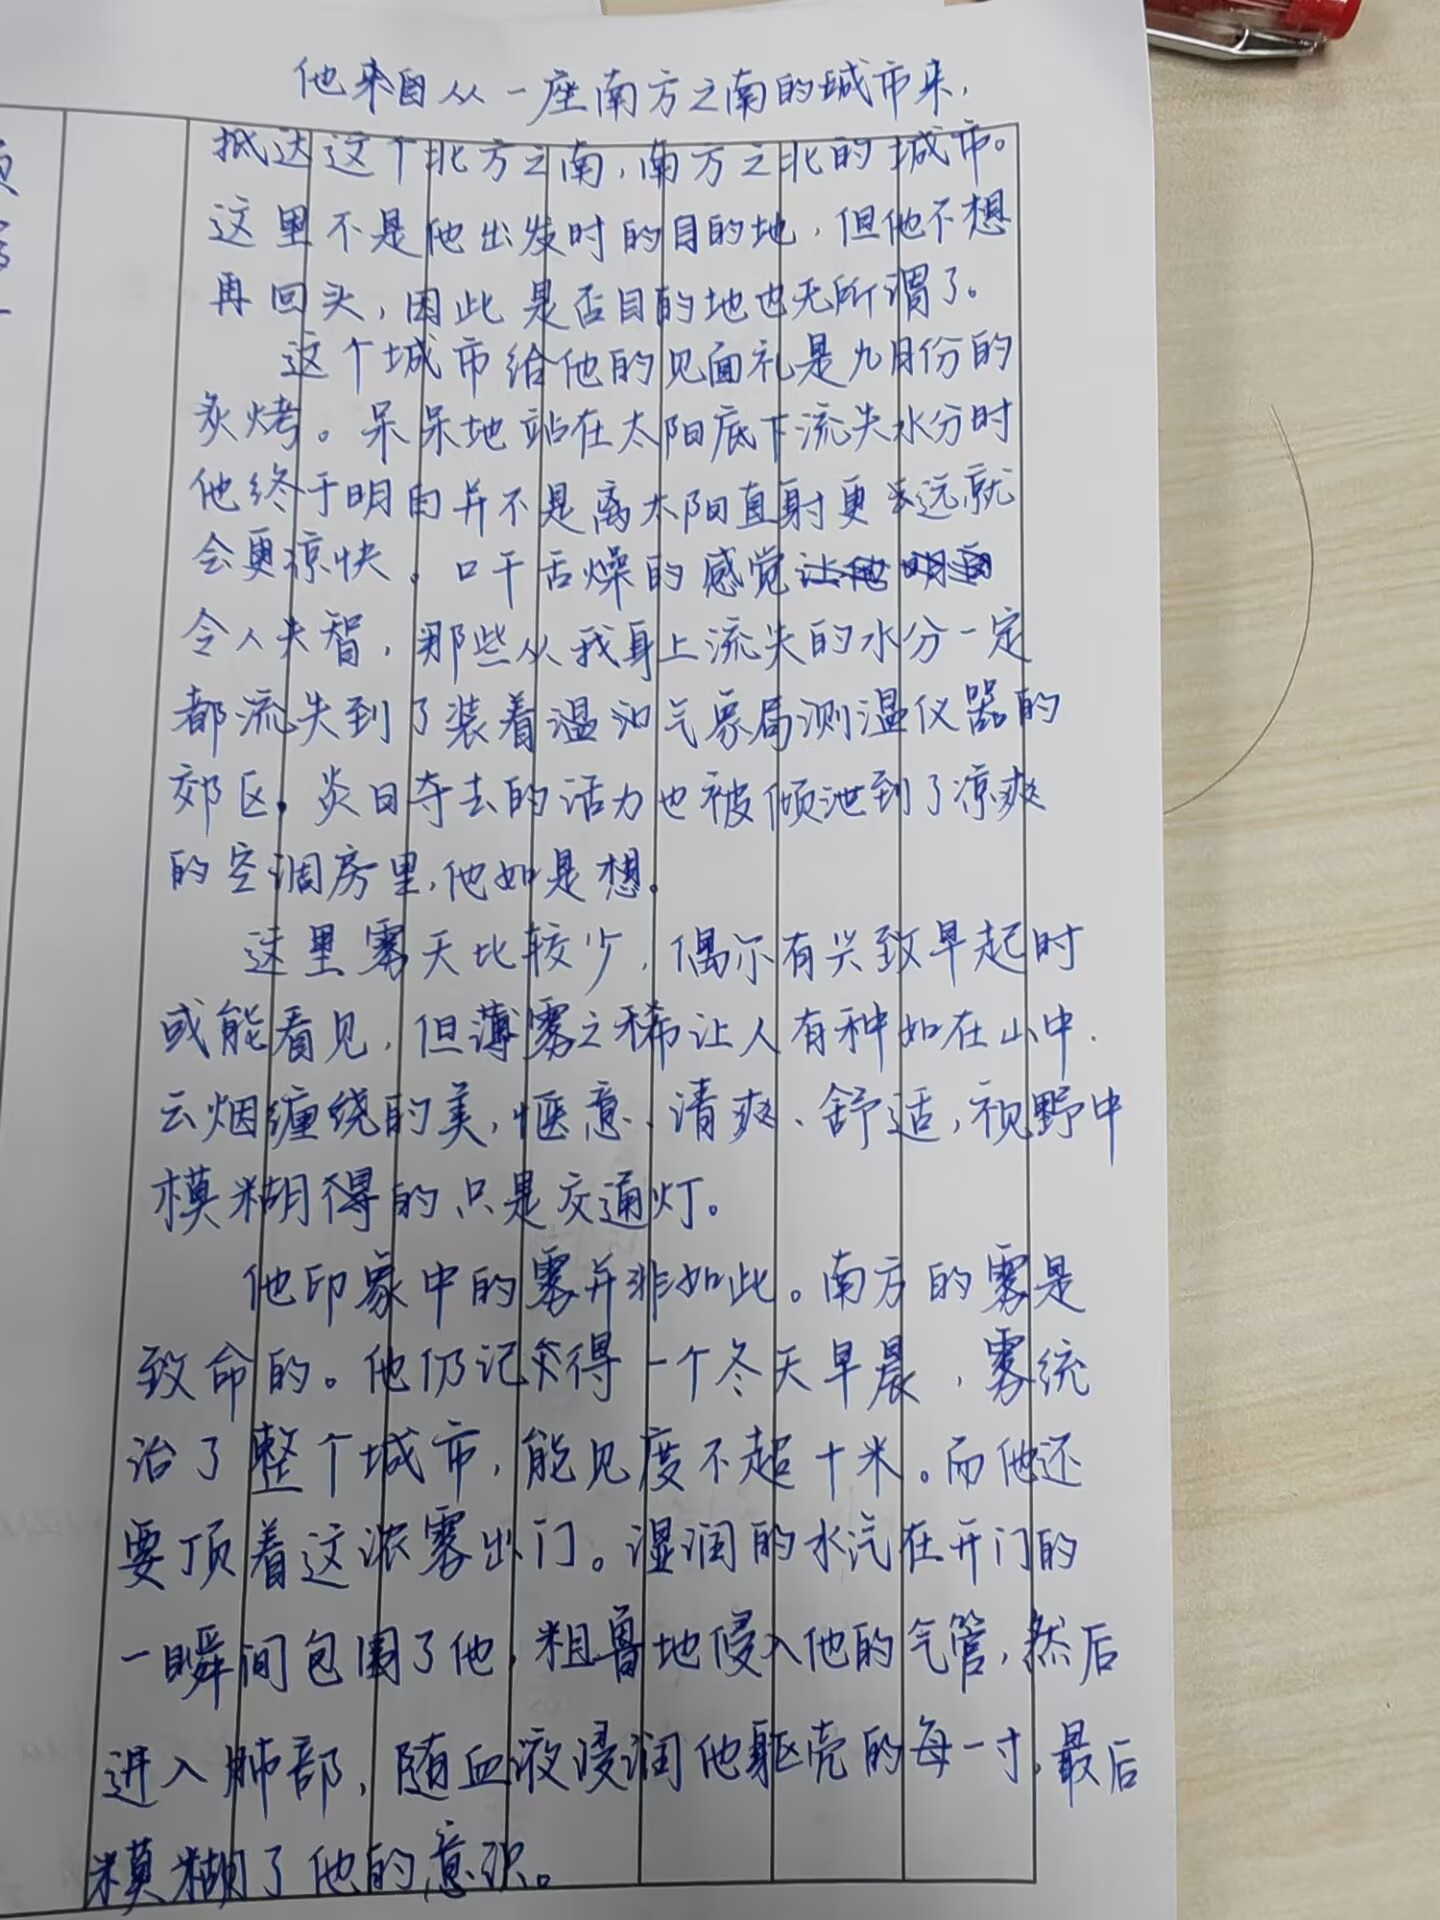 他来自从一座南方之南的城市来，
抵达这个北方之南，南方之北的城市。
这里不是他出发时的目的地，但他不想
再回头，因此是否目的地也无所谓了。
这个城市给他的见面礼是九月份的
炙烤。呆呆地站在太阳底下流失水分时
他终于明白并不是离太阳直射更远就
会更凉快。口干舌燥的感觉让他明白
令人失智，那些从我身上流失的水分一定
都流失到了装着温油气象局测温仪器的
郊区。炎日夺去的活力也被倾泄到了凉爽
的空调房里，他如是想。
这里雾天比较少，偶尔有兴致早起时
或能看见，但薄雾之稀让人有种如在山中.
云烟缠绕的美，惬意、清爽、舒适，视野中
模糊得的只是交通灯。
他印象中的雾并非如此。南方的雾是
致命的。他仍记得一个冬天早晨，雾统
治了整个城市，能见度不超十米。而他还
要顶着这浓雾出门。湿润的水汽在开门的
一瞬间包围了他，粗鲁地侵入他的气管，然后
进入肺部，随血液浸润他躯壳的每一寸，最后
模糊了他的意识。